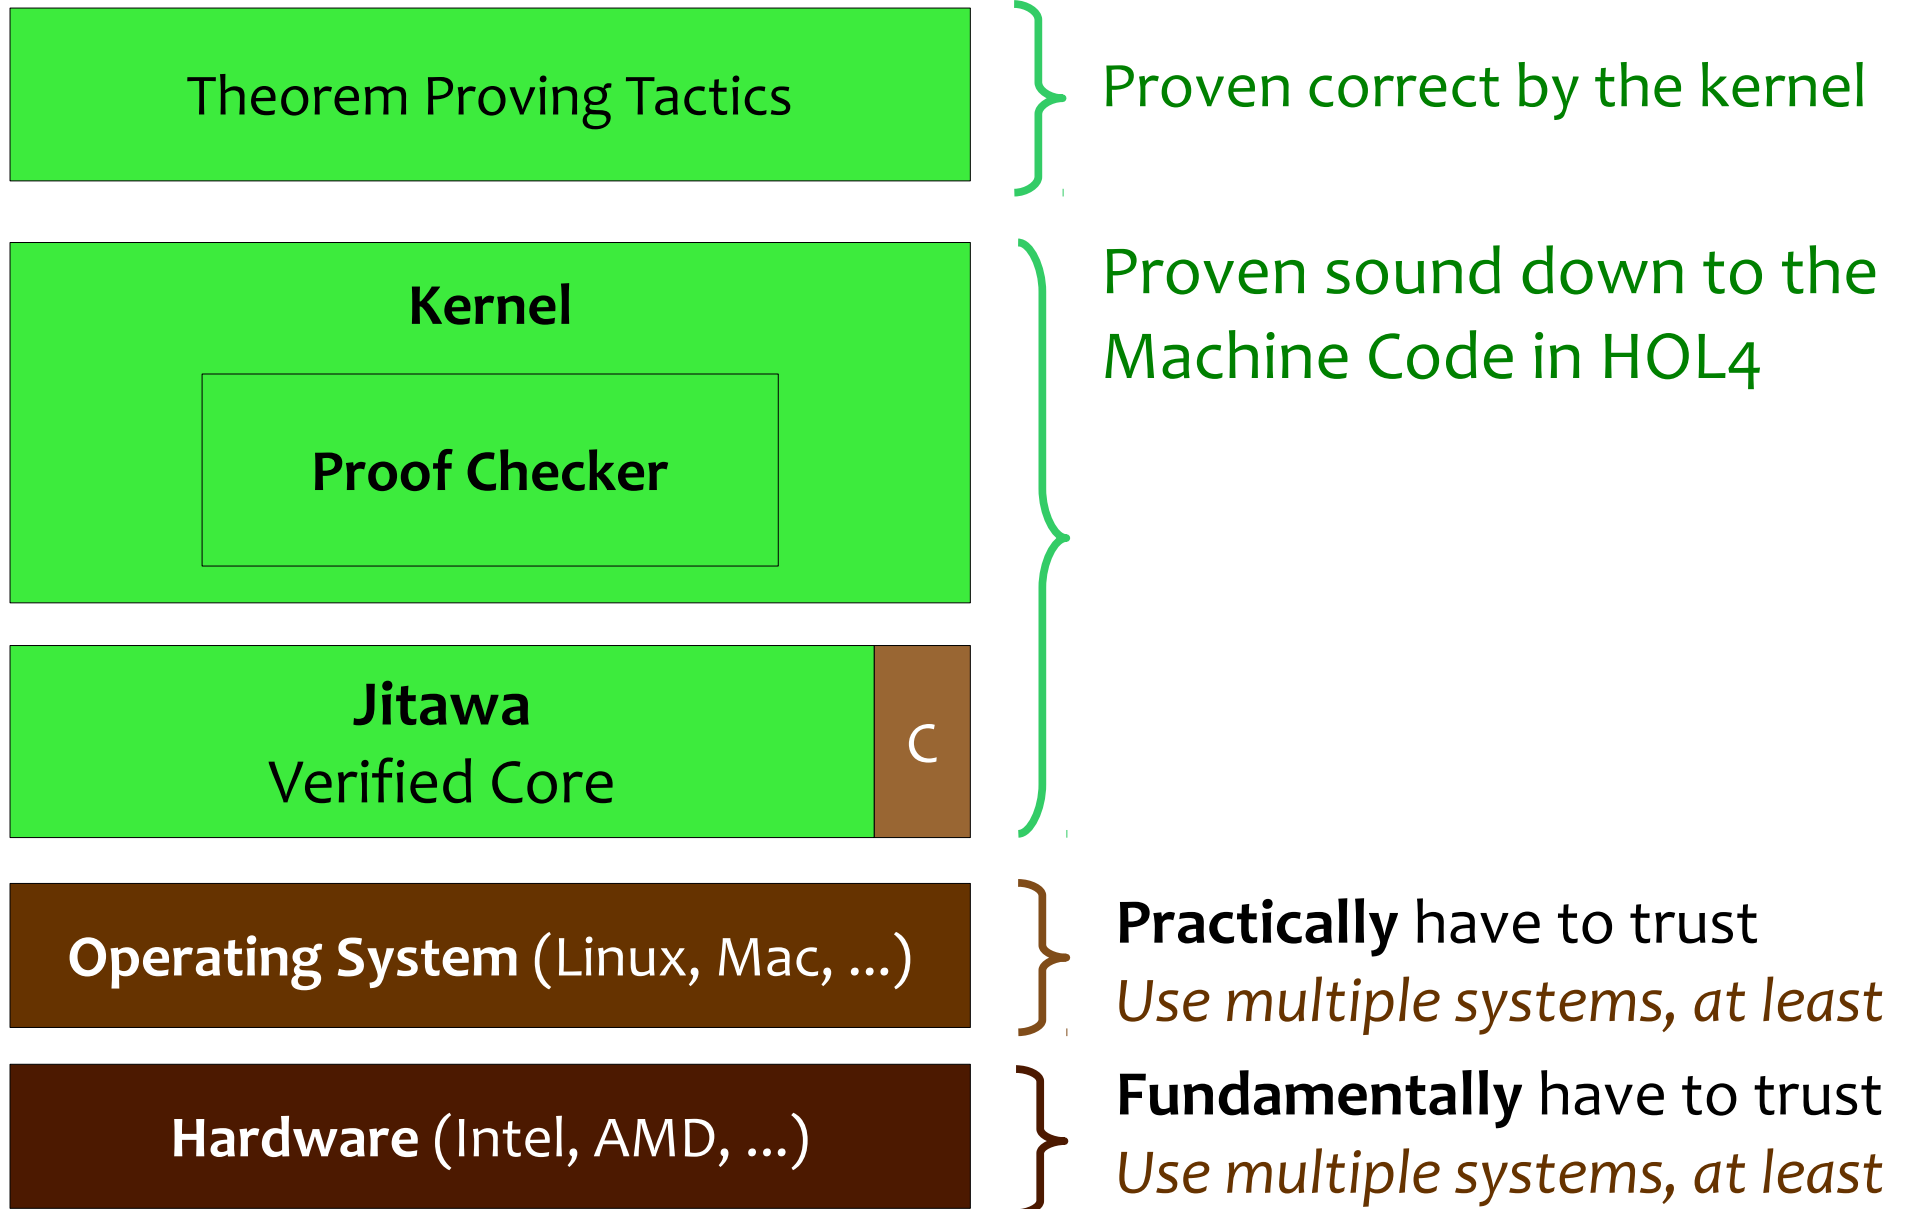 Theorem Proving Tactics
Proven correct by the kernel
Kernel
Proof Checker
Proven sound down to the
Machine Code in HOL4
Jitawa
Verified Core
C
Operating System (Linux, Mac, ...)
Practically have to trust
Use multiple systems, at least
Hardware (Intel, AMD, ...)
Fundamentally have to trust
Use multiple systems, at least